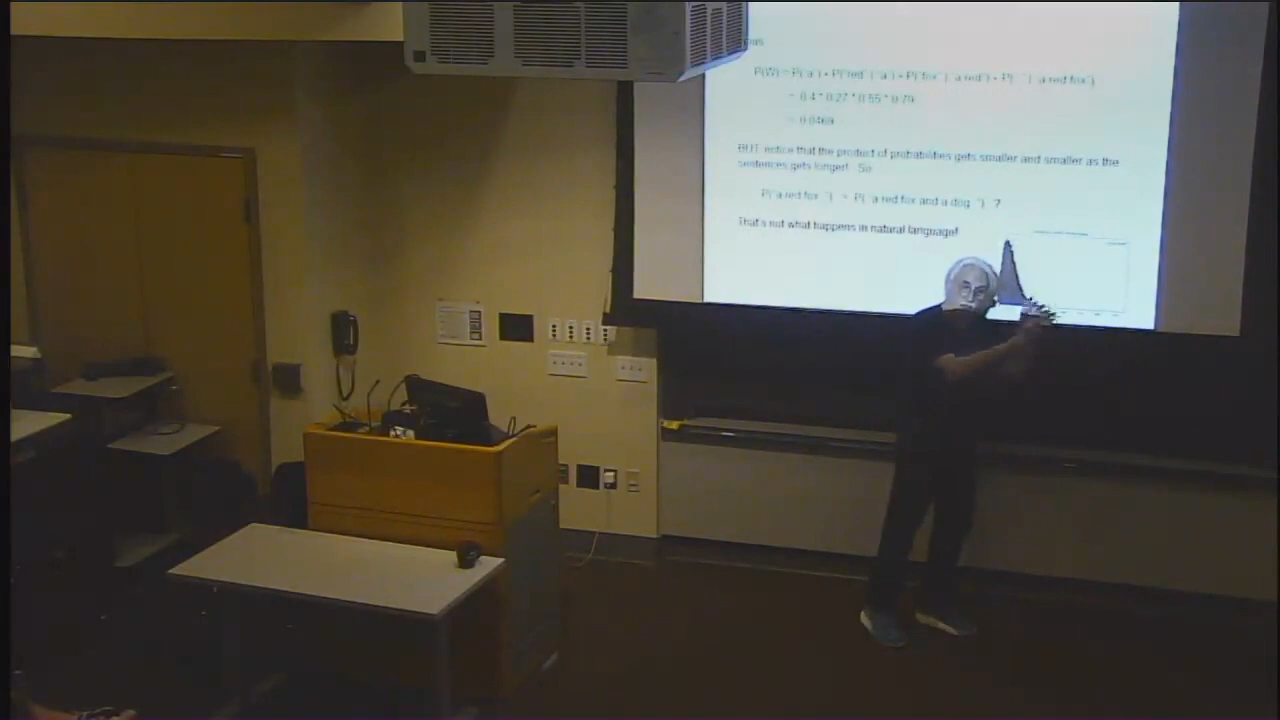 P(W) = P("a") * P("red" | "a") * P("fox" | "a red") * P("." | "a red fox")
= 0.4 * 0.27 * 0.55 * 0.79
= 0.0469
BUT notice that the product of probabilities gets smaller and smaller as the
sentences gets longer! So
P("a red fox .") P("a red fox and a dog .") ?
That's not what happens in natural language!